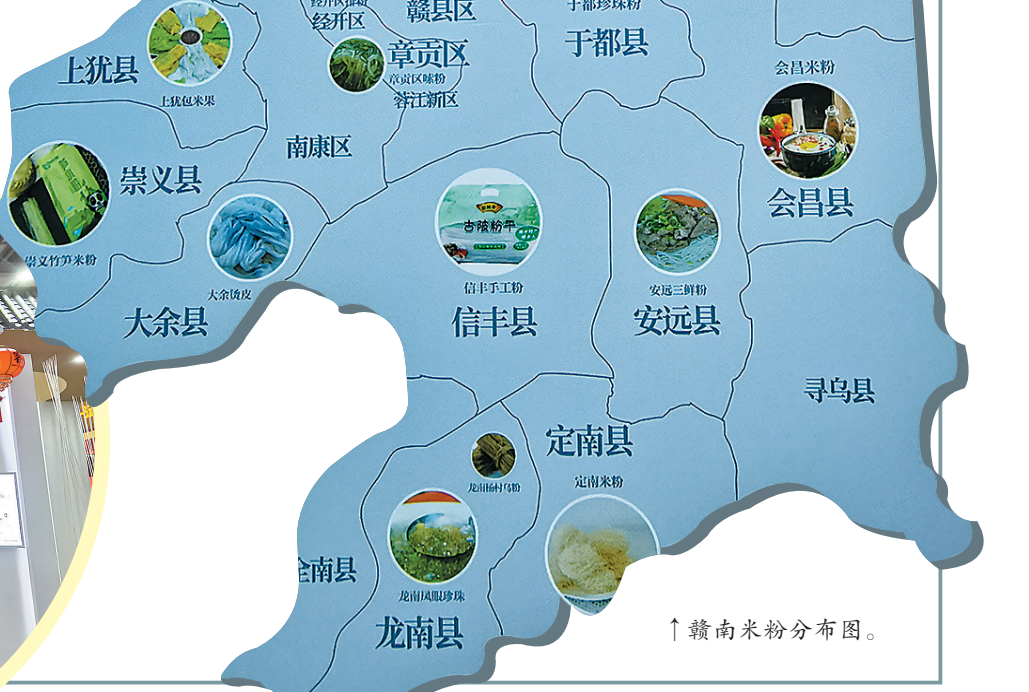 经开区
赣县区
于都珍珠粉
于都县
上犹县
章贡区
章贡区嗦粉
蓉江新区
会昌米粉
上犹包米果
南康区
崇义县
会昌县
古陂粉干
崇义竹笋米粉
大余烫皮
信丰手工粉
安远三鲜粉
大余县
信丰县
安远县
寻乌县
定南县
龙南杨村乌粉
定南米粉
全南县
龙南凤眼珍珠
龙南县
↑赣南米粉分布图。